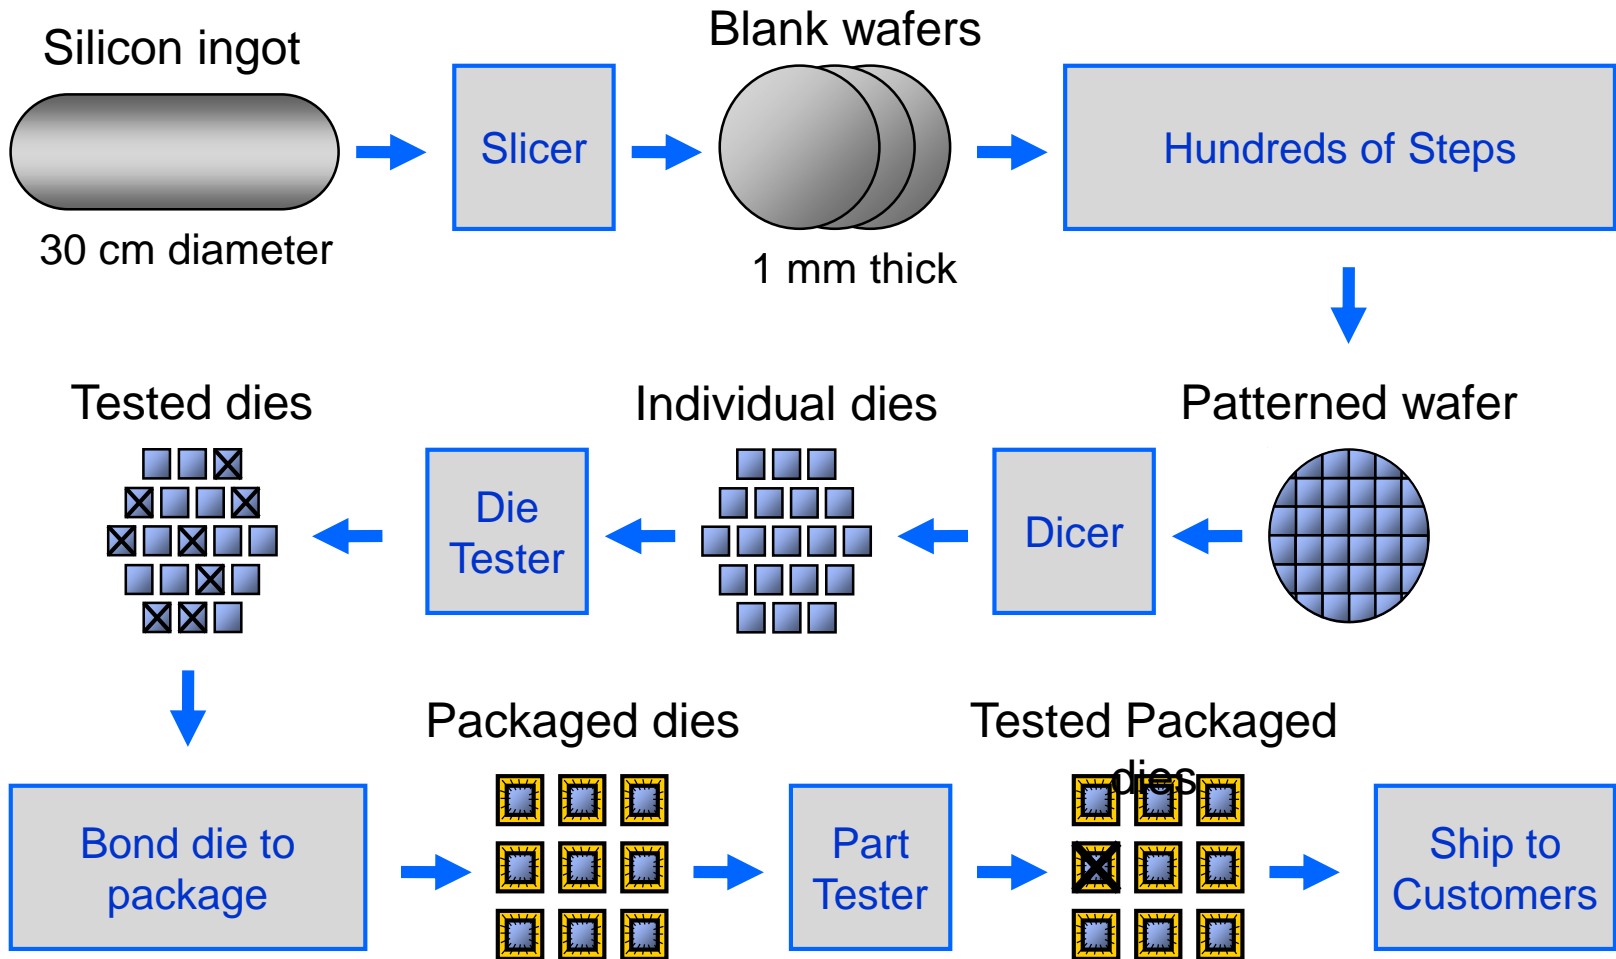 Silicon ingot
Blank wafers
Slicer
Hundreds of Steps
30 cm diameter
1 mm thick
Tested dies
Individual dies
Patterned wafer
Die
Tester
Dicer
Packaged dies
Tested Packaged
dies
Bond die to
package
Part
Tester
Ship to
Customers